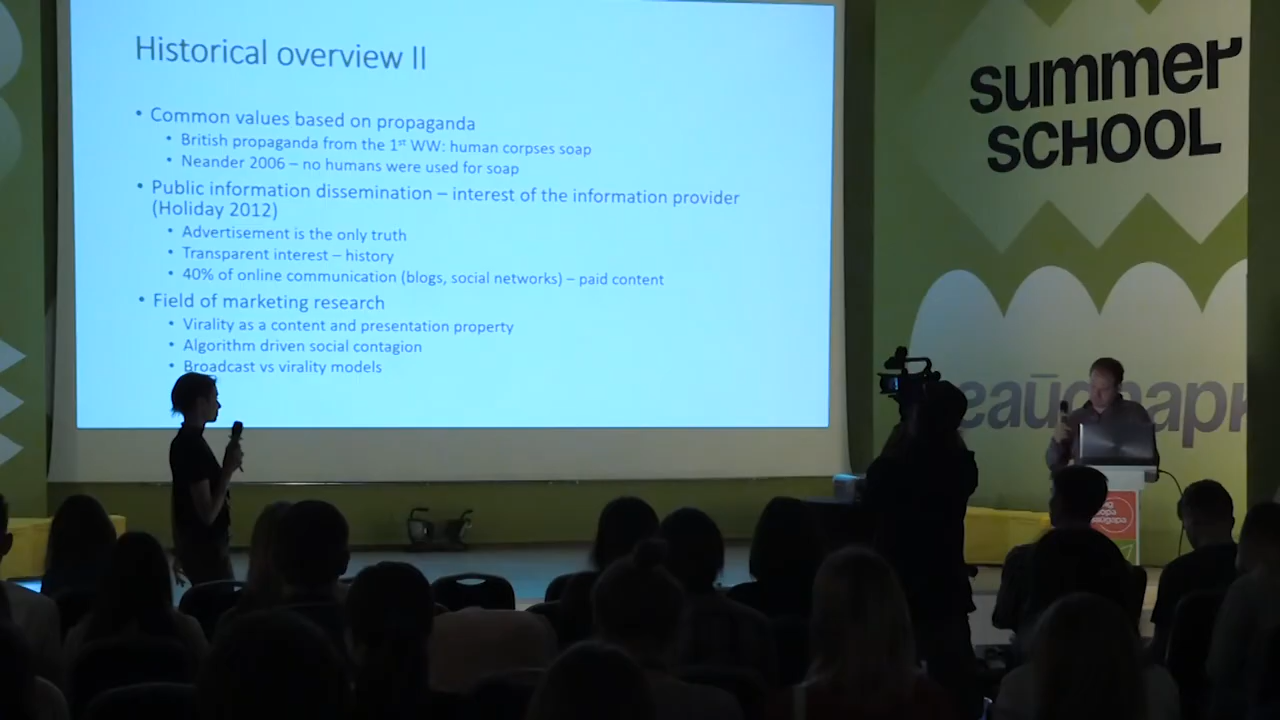 Historical overview II
• Common values based on propaganda
• British propaganda from the 1st WW: human corpses soap
• Neander 2006 – no humans were used for soap
• Public information dissemination – interest of the information provider
(Holiday 2012)
• Advertisement is the only truth
• Transparent interest – history
• 40% of online communication (blogs, social networks) – paid content
• Field of marketing research
• Virality as a content and presentation property
• Algorithm driven social contagion
• Broadcast vs virality models
summer
SCHOOL